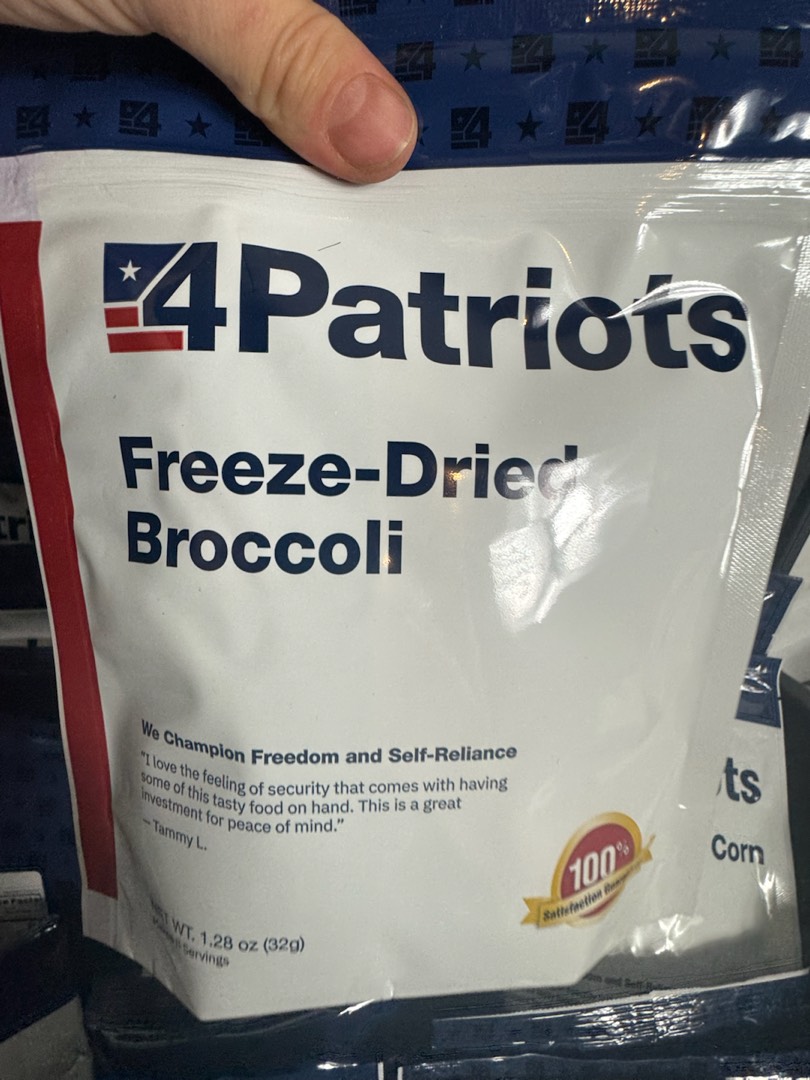 4Patriots
Freeze-Dried
Broccoli
We Champion Freedom and Self-Reliance
"I love the feeling of security that comes with having
some of this tasty food on hand. This is a great
investment for peace of mind."
– Tammy L.
100%
Satisfaction
WT. 1.28 oz (32g)
Servings
ts
Corn